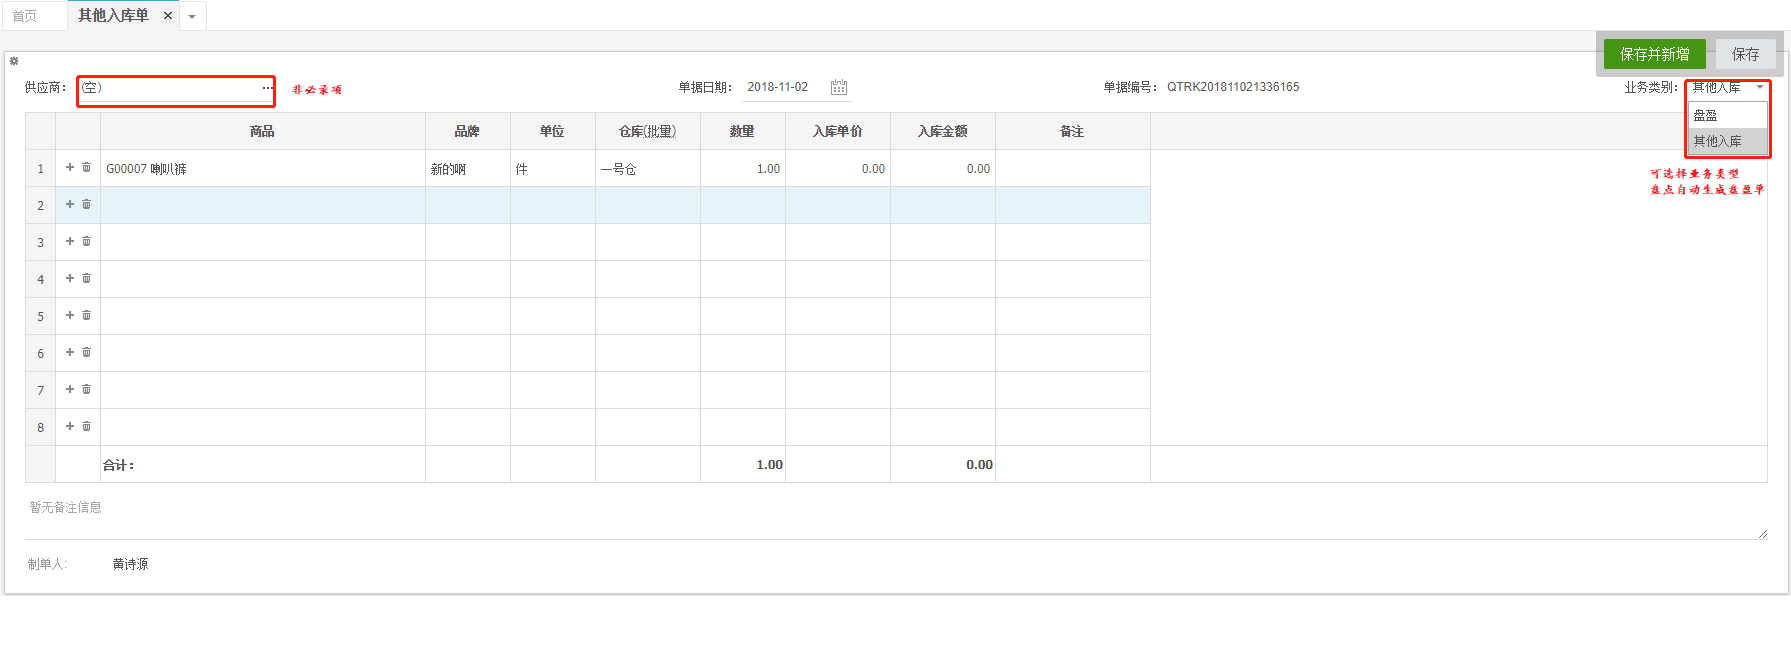 首页 其他入库单 ×
保存并新增 保存
供应商： (空) ... 非必录项 单据日期： 2018-11-02 单据编号： QTRK201811021336165 业务类别： 其他入库
盘盈
其他入库
可选择业务类型
盘点自动生成盘盈单
商品 品牌 单位 仓库(批量) 数量 入库单价 入库金额 备注
1 G00007 喇叭裤 新的啊 件 一号仓 1.00 0.00 0.00
2
3
4
5
6
7
8
合计： 1.00 0.00
暂无备注信息
制单人: 黄诗源